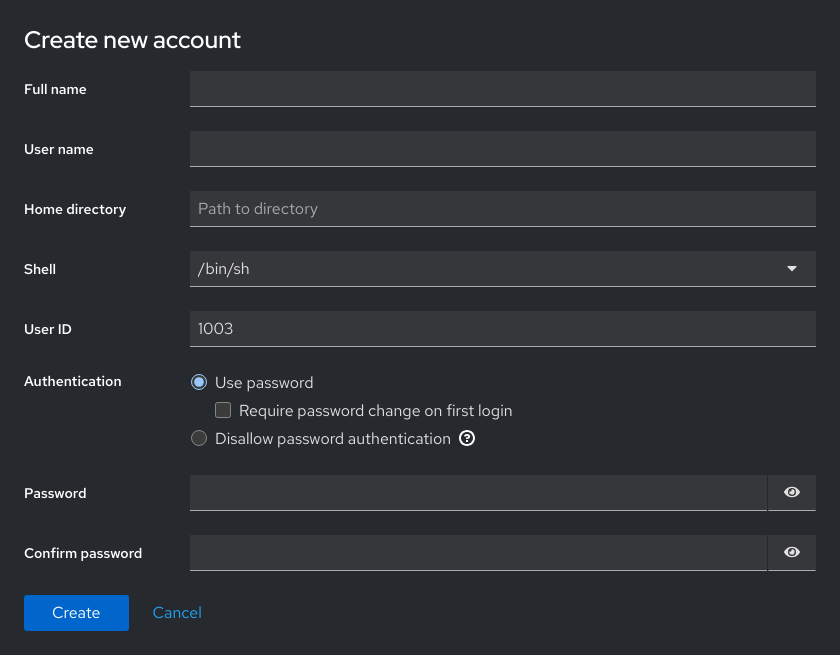 Create new account
Full name
User name
Home directory Path to directory
Shell /bin/sh
User ID 1003
Authentication Use password
Require password change on first login
Disallow password authentication
Password
Confirm password
Create Cancel